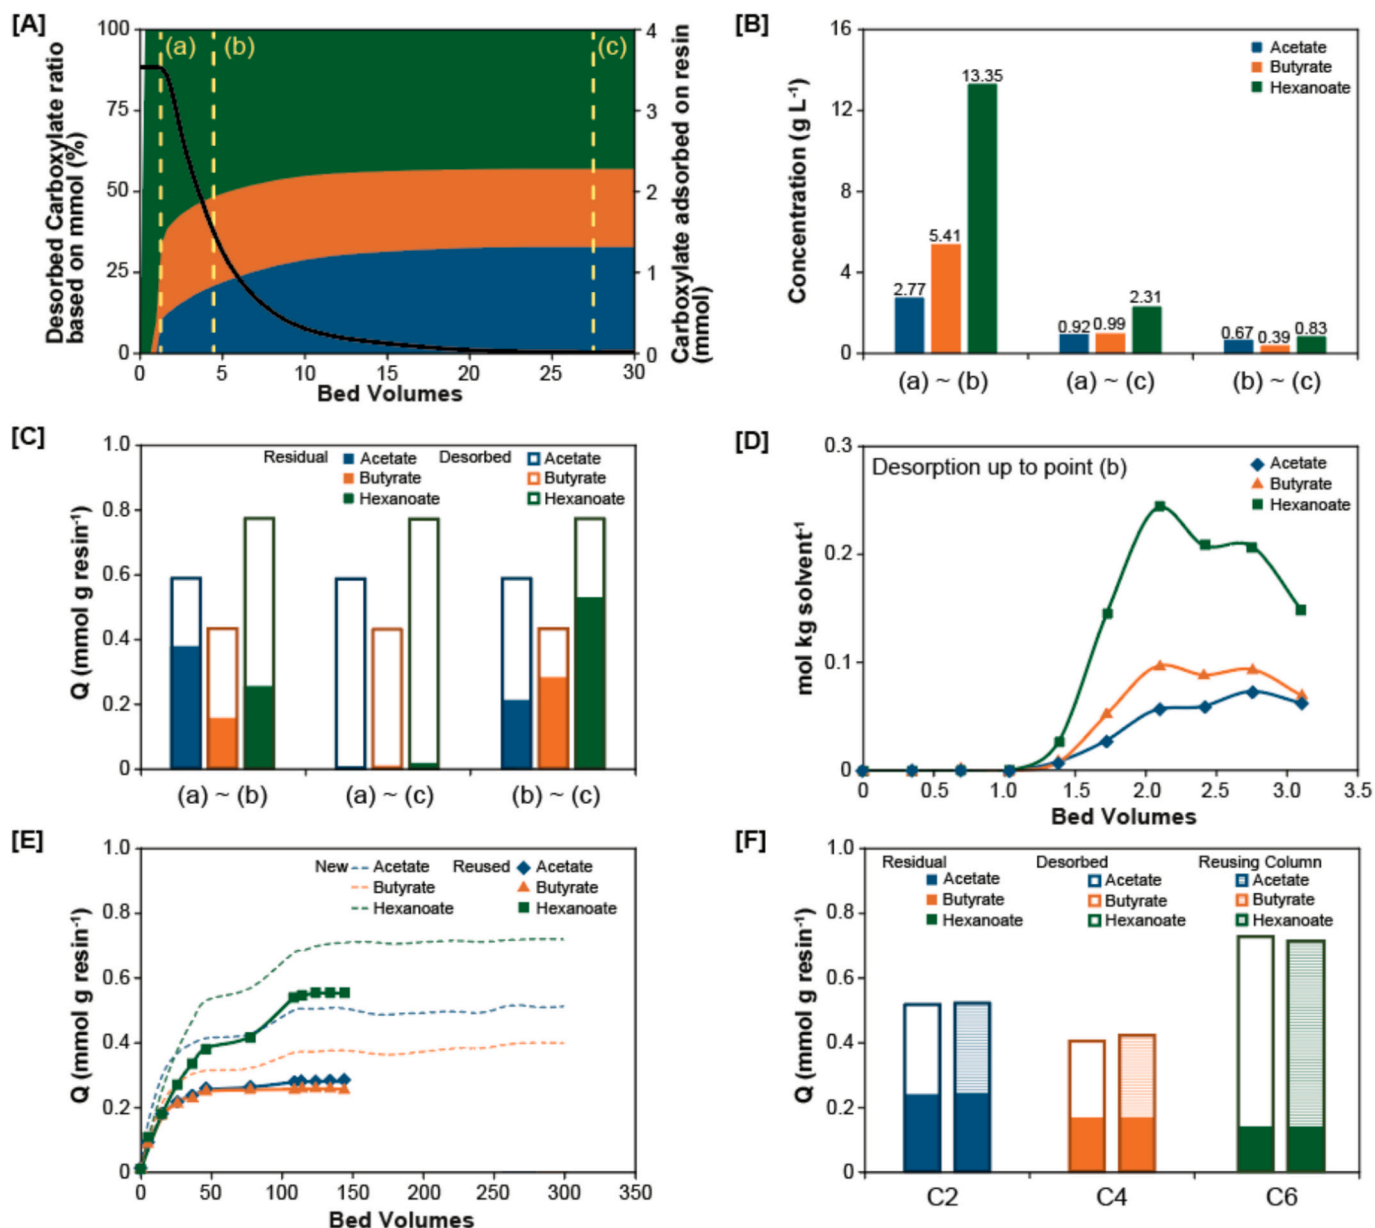 [A]
(a)
(b)
(c)
100
75
50
25
0
Desorbed Carboxylate ratio
based on mmol (%)
4
3
2
1
0
Carboxylate adsorbed on resin
(mmol)
0 5 10 15 20 25 30
Bed Volumes
[B]
16
12
8
4
0
Concentration (g L-1)
Acetate
Butyrate
Hexanoate
2.77
5.41
13.35
0.92
0.99
2.31
0.67
0.39
0.83
(a) ~ (b) (a) ~ (c) (b) ~ (c)
[C]
1.0
0.8
0.6
0.4
0.2
0
Q (mmol g resin-1)
Residual Acetate Desorbed Acetate
Butyrate Butyrate
Hexanoate Hexanoate
(a) ~ (b) (a) ~ (c) (b) ~ (c)
[D]
0.3
0.2
0.1
0
mol kg solvent-1
Desorption up to point (b)
Acetate
Butyrate
Hexanoate
0 0.5 1.0 1.5 2.0 2.5 3.0 3.5
Bed Volumes
[E]
1.0
0.8
0.6
0.4
0.2
0
Q (mmol g resin-1)
New Acetate Reused Acetate
Butyrate Butyrate
Hexanoate Hexanoate
0 50 100 150 200 250 300 350
Bed Volumes
[F]
1.0
0.8
0.6
0.4
0.2
0
Q (mmol g resin-1)
Residual Desorbed Reusing Column
Acetate Acetate Acetate
Butyrate Butyrate Butyrate
Hexanoate Hexanoate Hexanoate
C2 C4 C6